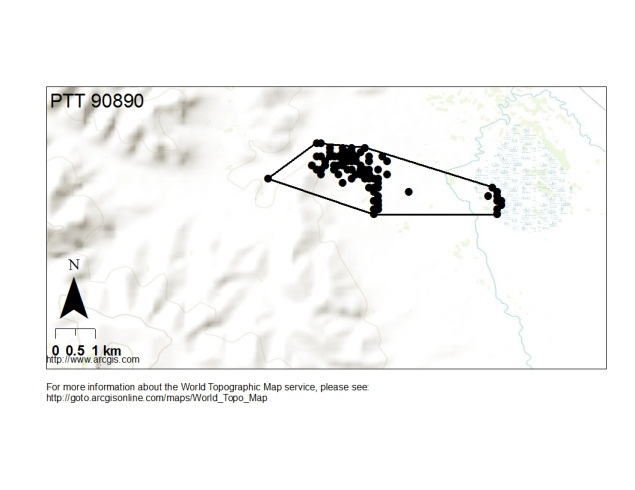 PTT 90890
N
0 0.5 1 km
http://www.arcgis.com
For more information about the World Topographic Map service, please see:
http://goto.arcgisonline.com/maps/World_Topo_Map